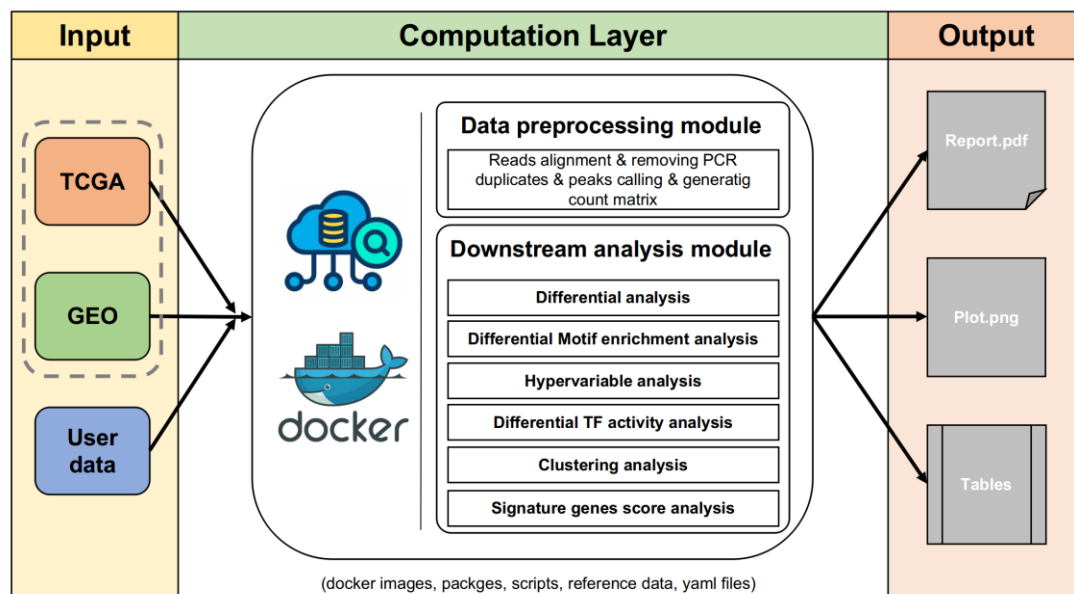 Input
Computation Layer
Output
TCGA
GEO
User
data
docker
Data preprocessing module
Reads alignment & removing PCR
duplicates & peaks calling & generatig
count matrix
Downstream analysis module
Differential analysis
Differential Motif enrichment analysis
Hypervariable analysis
Differential TF activity analysis
Clustering analysis
Signature genes score analysis
(docker images, packges, scripts, reference data, yaml files)
Report.pdf
Plot.png
Tables